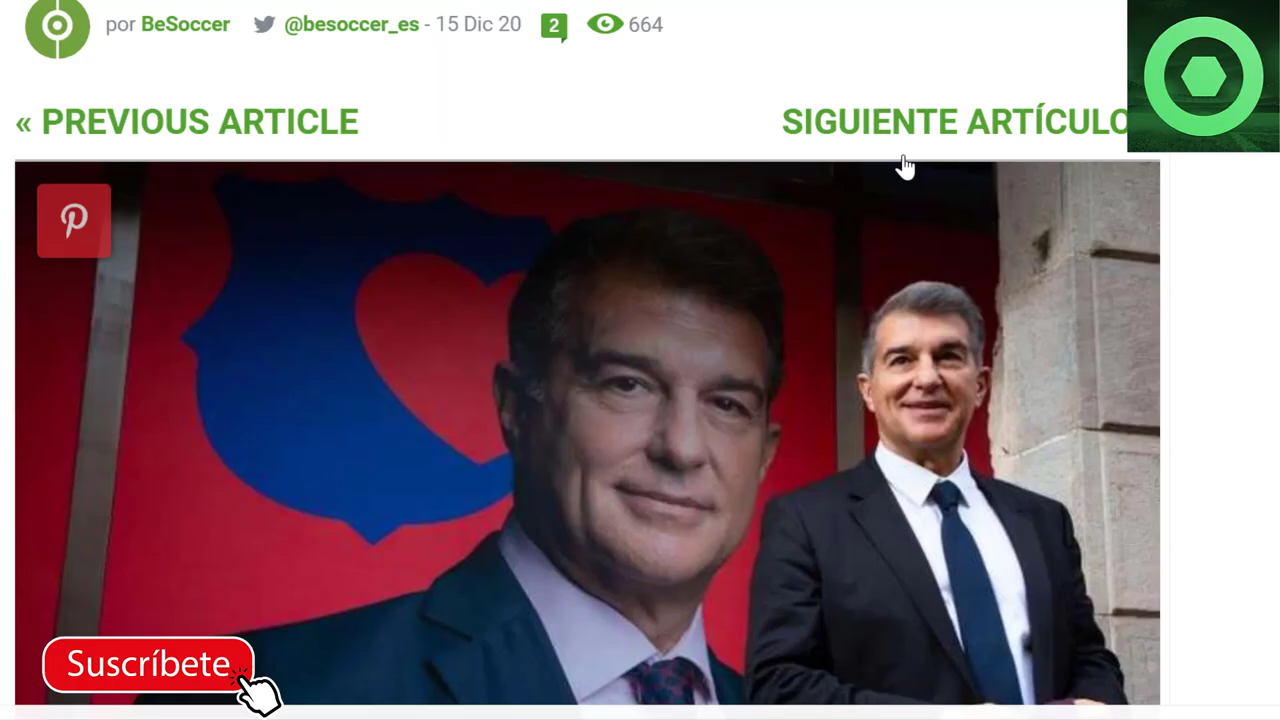 por BeSoccer @besoccer_es - 15 Dic 20 2 664
« PREVIOUS ARTICLE SIGUIENTE ARTÍCULO
Suscríbete